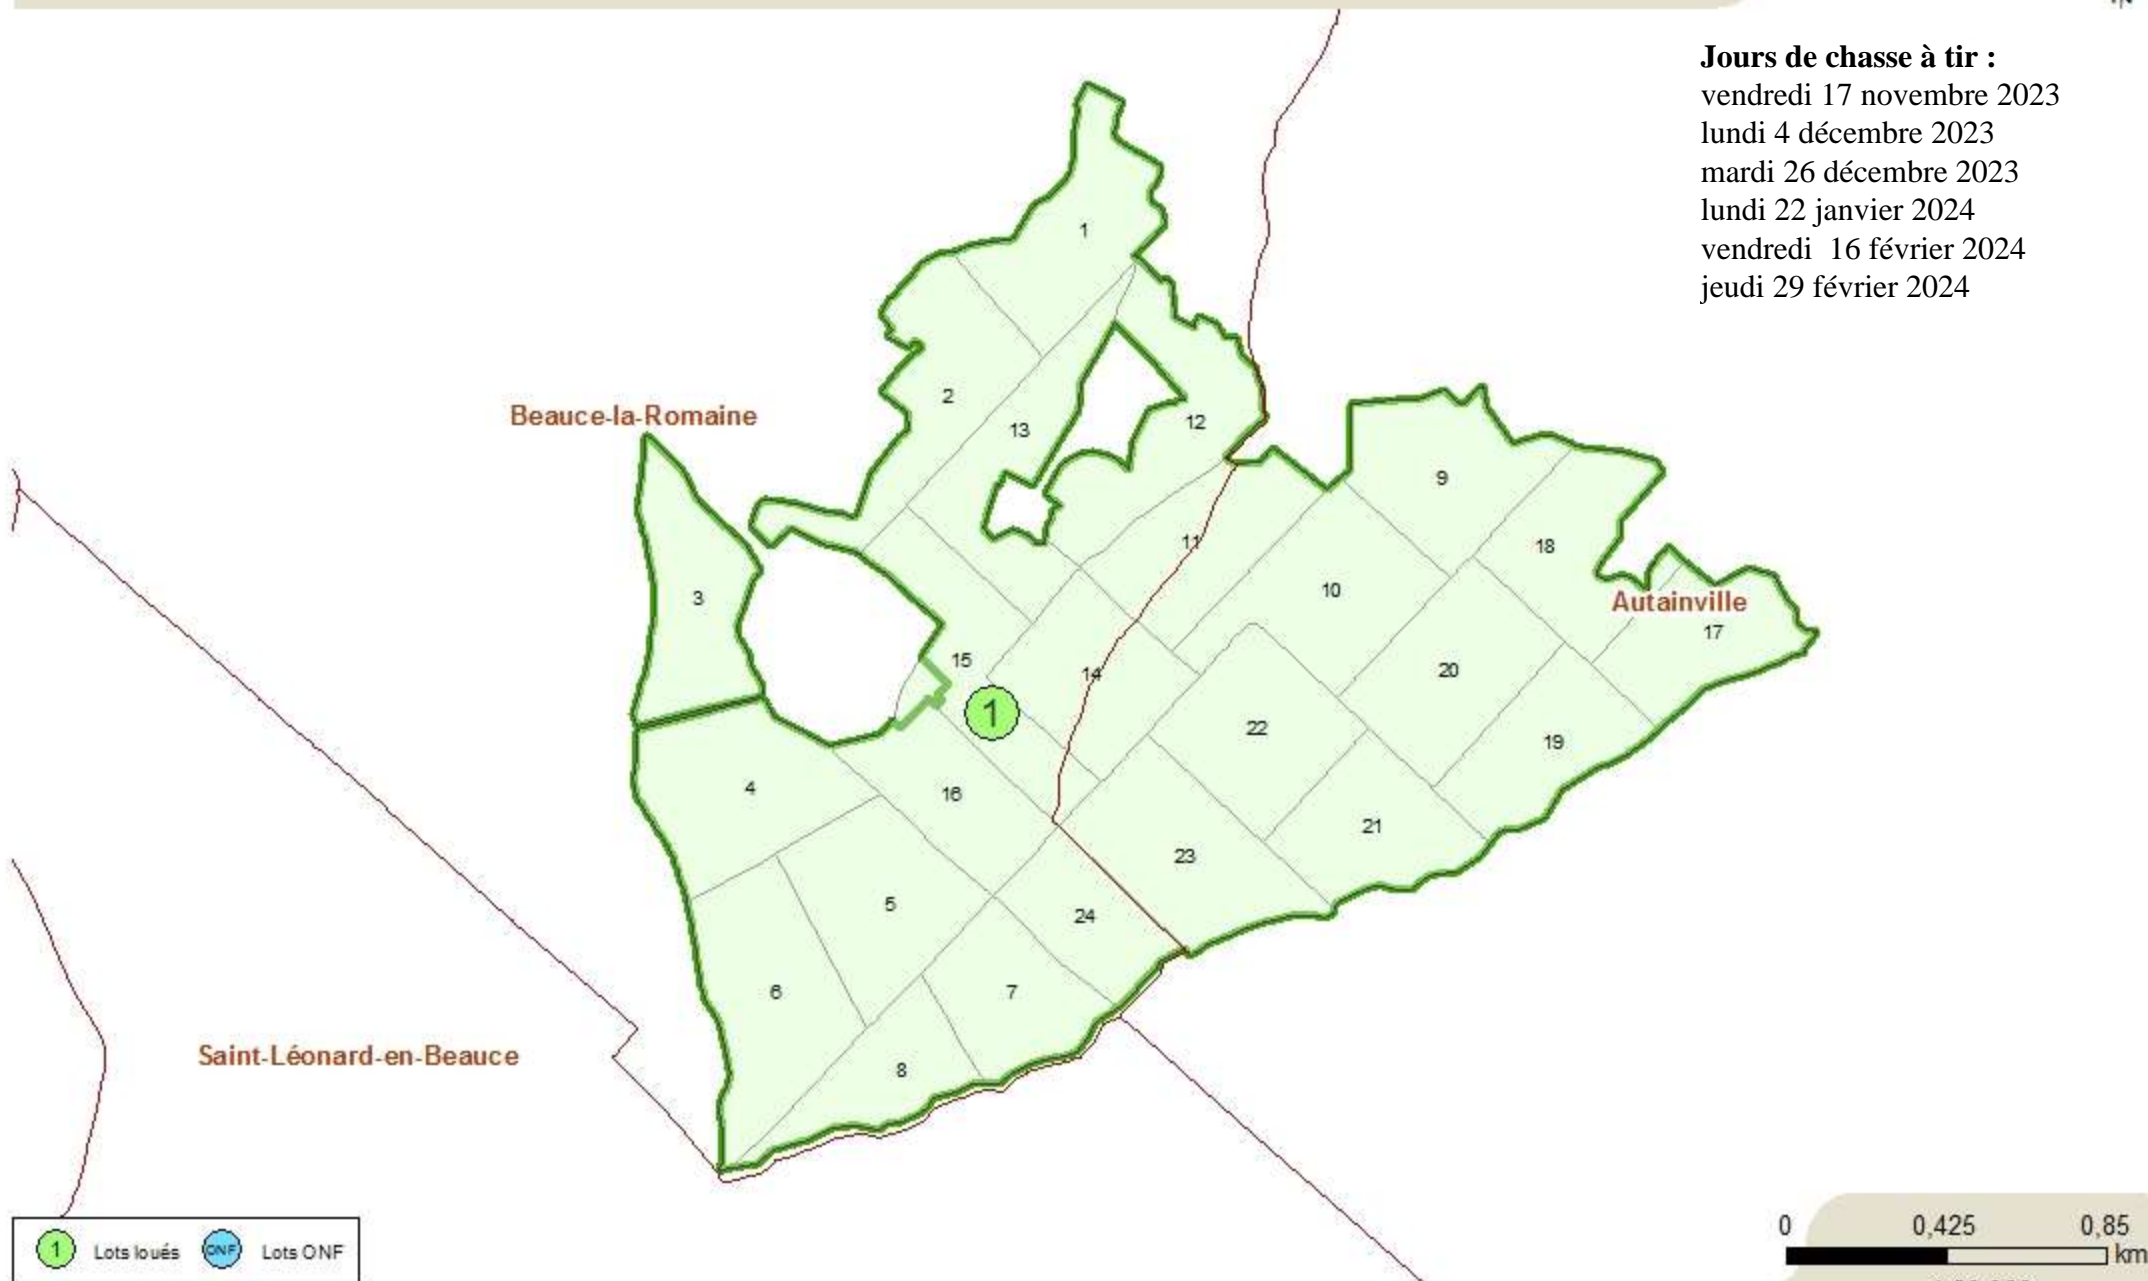 Jours de chasse à tir :
vendredi 17 novembre 2023
lundi 4 décembre 2023
mardi 26 décembre 2023
lundi 22 janvier 2024
vendredi  16 février 2024
jeudi 29 février 2024
1
2
Beauce-la-Romaine
13
12
9
11
18
10
3
Autainville
17
15
14
20
1
22
19
4
16
21
23
5
24
6
7
Saint-Léonard-en-Beauce
8
1 Lots loués ONF Lots ONF
0 0,425 0,85
km